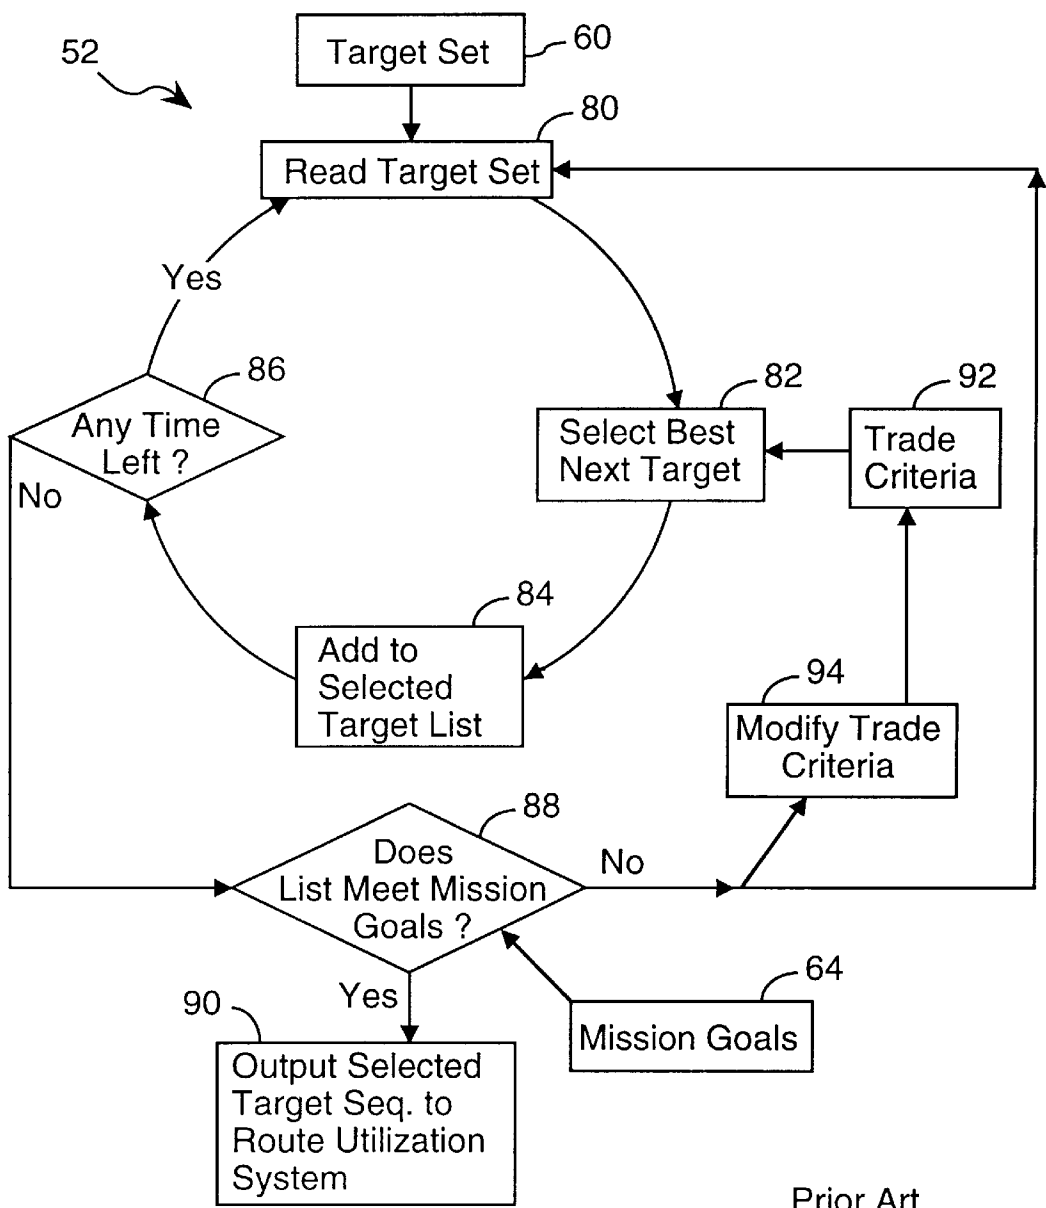 52
Target Set
60
80
Read Target Set
Yes
86
Any Time
Left ?
No
82
Select Best
Next Target
92
Trade
Criteria
84
Add to
Selected
Target List
94
Modify Trade
Criteria
88
Does
List Meet Mission
Goals ?
No
Yes
64
Mission Goals
90
Output Selected
Target Seq. to
Route Utilization
System
Prior Art